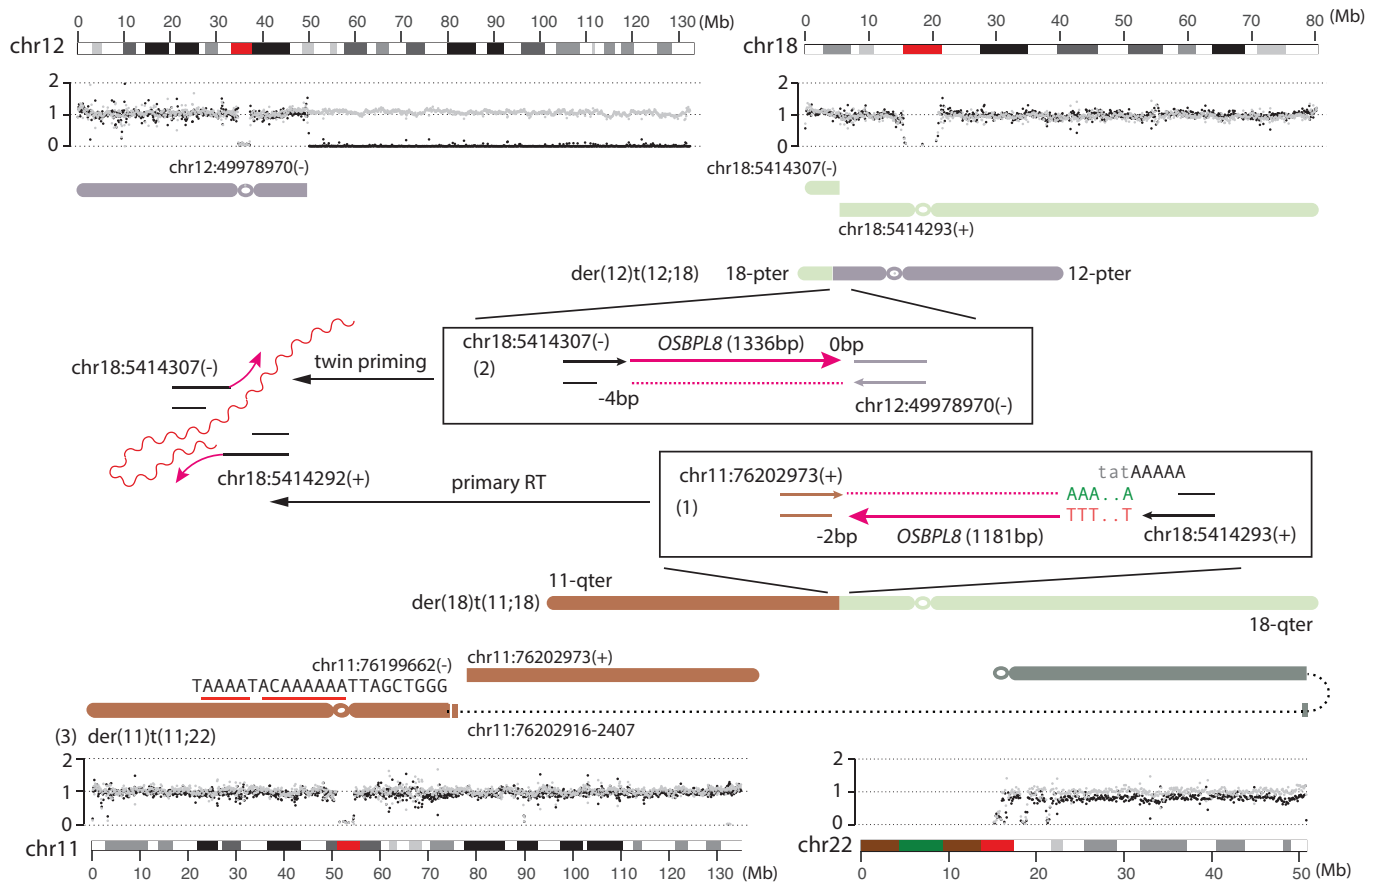 0 10 20 30 40 50 60 70 80 90 100 110 120 130 (Mb)
chr12
2
1
0
chr12:49978970(-)
0 10 20 30 40 50 60 70 80 (Mb)
chr18
2
1
0
chr18:5414307(-)
chr18:5414293(+)
der(12)t(12;18) 18-pter 12-pter
chr18:5414307(-) OSBPL8 (1336bp) 0bp
(2)
-4bp
chr12:49978970(-)
twin priming
chr18:5414307(-)
chr18:5414292(+)
primary RT
chr11:76202973(+) tatAAAAA
AAA..A
(1) TTT..T
-2bp OSBPL8 (1181bp) chr18:5414293(+)
11-qter
der(18)t(11;18)
18-qter
chr11:76199662(-) chr11:76202973(+)
TAAAATACAAAAAATTAGCTGGG
chr11:76202916-2407
(3) der(11)t(11;22)
2
1
0
chr11
0 10 20 30 40 50 60 70 80 90 100 110 120 130 (Mb)
2
1
0
chr22
0 10 20 30 40 50 (Mb)